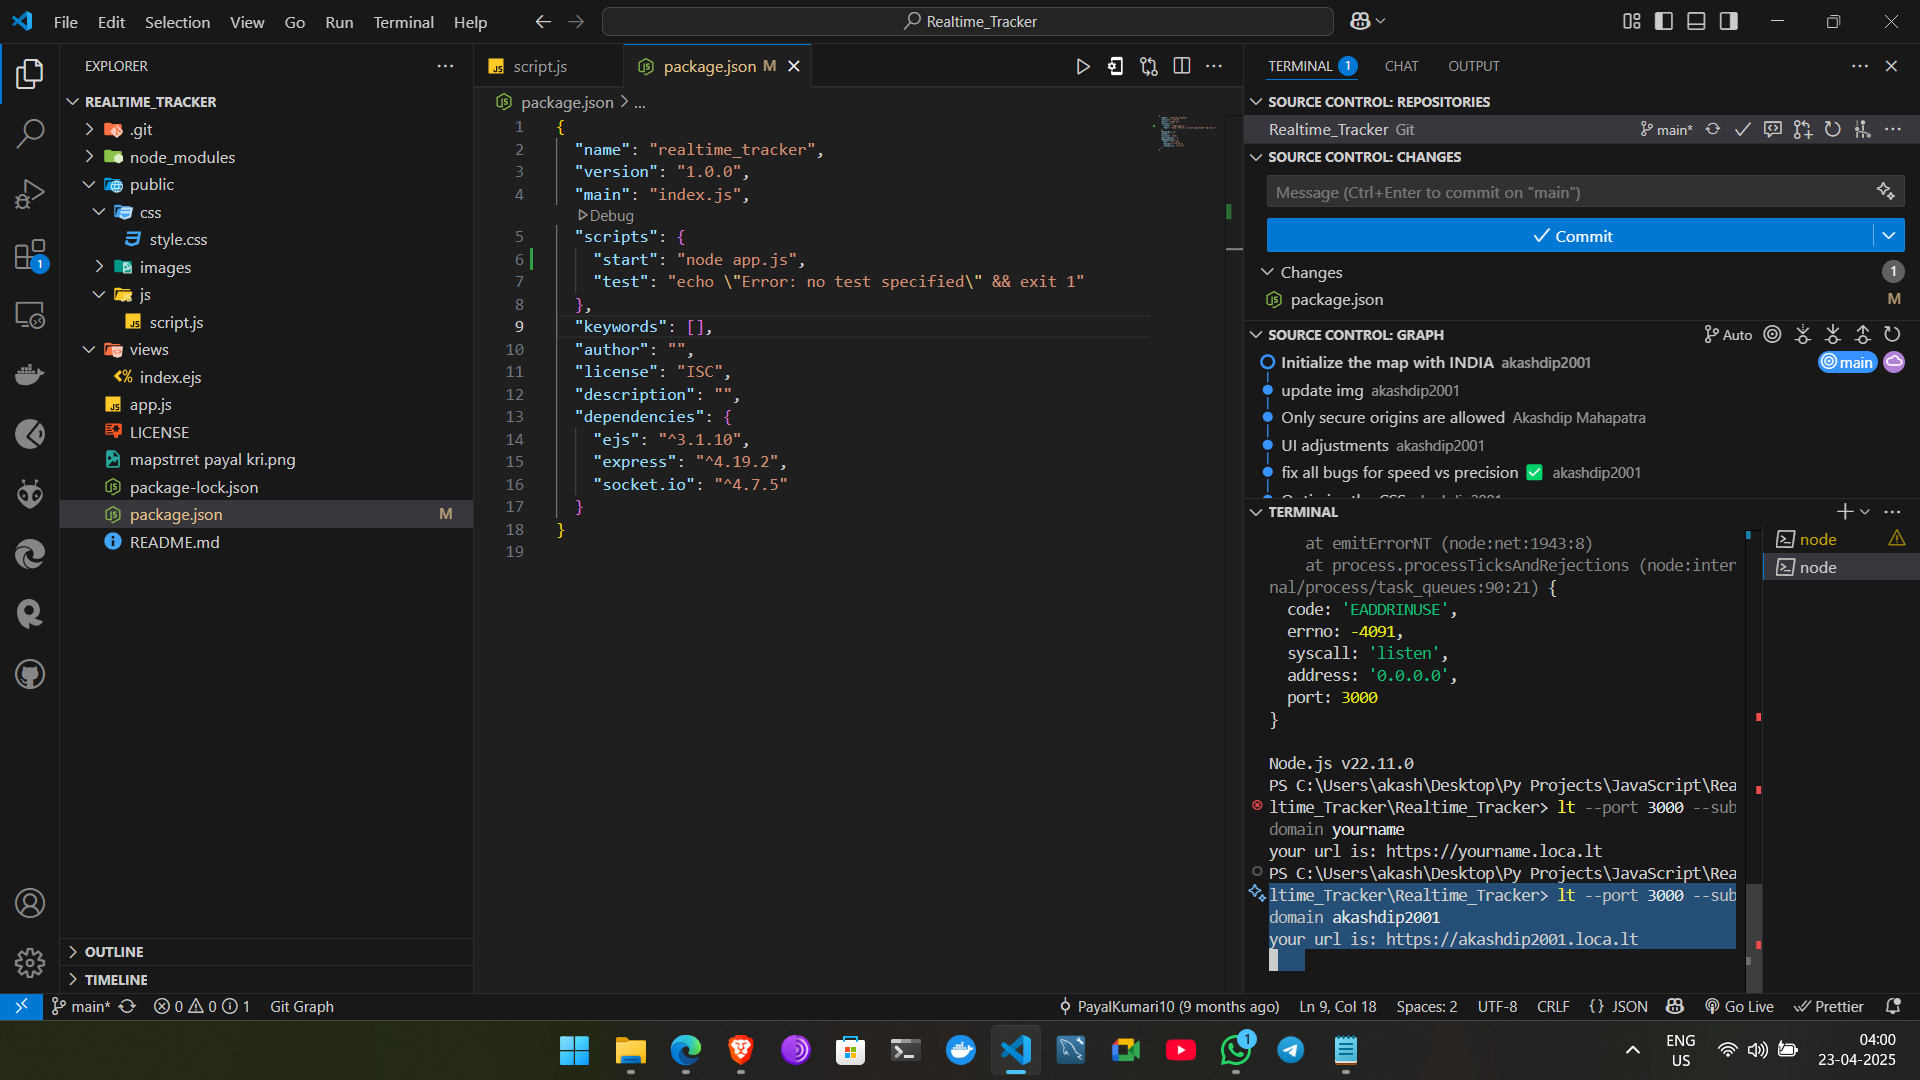 File Edit Selection View Go Run Terminal Help
Realtime_Tracker
EXPLORER
REALTIME_TRACKER
.git
node_modules
public
css
style.css
images
js
script.js
views
index.ejs
app.js
LICENSE
mapstrret payal kri.png
package-lock.json
package.json M
README.md
OUTLINE
TIMELINE
script.js
package.json M
package.json > ...
1 {
2 "name": "realtime_tracker",
3 "version": "1.0.0",
4 "main": "index.js",
Debug
5 "scripts": {
6 "start": "node app.js",
7 "test": "echo \"Error: no test specified\" && exit 1"
8 },
9 "keywords": [],
10 "author": "",
11 "license": "ISC",
12 "description": "",
13 "dependencies": {
14 "ejs": "^3.1.10",
15 "express": "^4.19.2",
16 "socket.io": "^4.7.5"
17 }
18 }
19
TERMINAL 1 CHAT OUTPUT
SOURCE CONTROL: REPOSITORIES
Realtime_Tracker Git main*
SOURCE CONTROL: CHANGES
Message (Ctrl+Enter to commit on "main")
Commit
Changes 1
package.json M
SOURCE CONTROL: GRAPH Auto
Initialize the map with INDIA akashdip2001 main
update img akashdip2001
Only secure origins are allowed Akashdip Mahapatra
UI adjustments akashdip2001
fix all bugs for speed vs precision ✅ akashdip2001
TERMINAL
node
node
at emitErrorNT (node:net:1943:8)
at process.processTicksAndRejections (node:inter
nal/process/task_queues:90:21) {
code: 'EADDRINUSE',
errno: -4091,
syscall: 'listen',
address: '0.0.0.0',
port: 3000
}
Node.js v22.11.0
PS C:\Users\akash\Desktop\Py Projects\JavaScript\Rea
ltime_Tracker\Realtime_Tracker> lt --port 3000 --sub
domain yourname
your url is: https://yourname.loca.lt
PS C:\Users\akash\Desktop\Py Projects\JavaScript\Rea
ltime_Tracker\Realtime_Tracker> lt --port 3000 --sub
domain akashdip2001
your url is: https://akashdip2001.loca.lt
main* 0 0 1 Git Graph PayalKumari10 (9 months ago) Ln 9, Col 18 Spaces: 2 UTF-8 CRLF {} JSON Go Live Prettier
1
ENG
US
04:00
23-04-2025